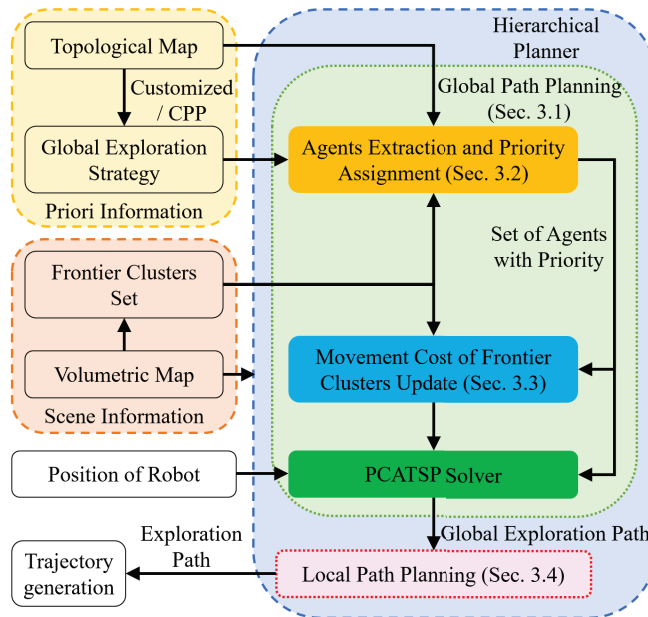 Hierarchical
Planner
Topological Map
Customized
/ CPP
Global Exploration
Strategy
Priori Information
Global Path Planning
(Sec. 3.1)
Agents Extraction and Priority
Assignment (Sec. 3.2)
Set of Agents
with Priority
Frontier Clusters
Set
Volumetric Map
Scene Information
Movement Cost of Frontier
Clusters Update (Sec. 3.3)
Position of Robot
PCATSP Solver
Global Exploration Path
Exploration
Path
Trajectory
generation
Local Path Planning (Sec. 3.4)